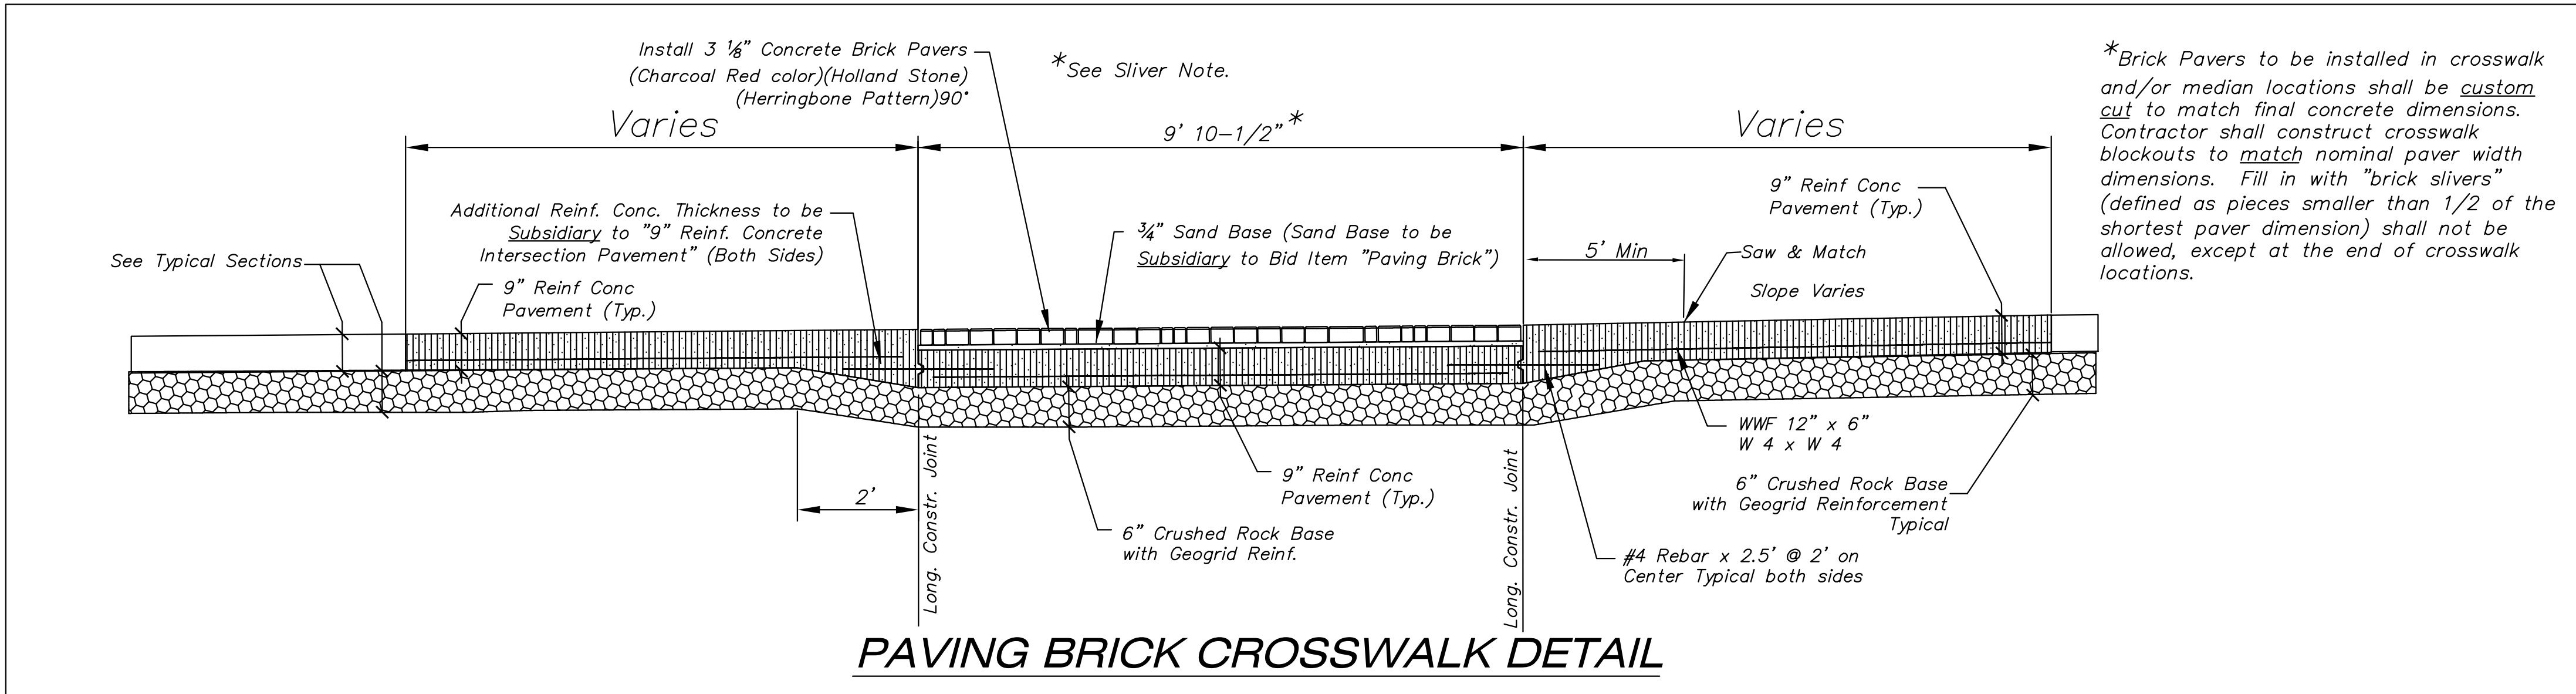 Install 3 ⅛" Concrete Brick Pavers
(Charcoal Red color)(Holland Stone)
(Herringbone Pattern)90°
*See Sliver Note.
*Brick Pavers to be installed in crosswalk
and/or median locations shall be custom
cut to match final concrete dimensions.
Contractor shall construct crosswalk
blockouts to match nominal paver width
dimensions. Fill in with "brick slivers"
(defined as pieces smaller than 1/2 of the
shortest paver dimension) shall not be
allowed, except at the end of crosswalk
locations.
Varies
9' 10-1/2"*
Varies
Additional Reinf. Conc. Thickness to be
Subsidiary to "9" Reinf. Concrete
Intersection Pavement" (Both Sides)
See Typical Sections
9" Reinf Conc
Pavement (Typ.)
¾" Sand Base (Sand Base to be
Subsidiary to Bid Item "Paving Brick")
9" Reinf Conc
Pavement (Typ.)
5' Min
Saw & Match
Slope Varies
2'
Long. Constr. Joint
6" Crushed Rock Base
with Geogrid Reinf.
9" Reinf Conc
Pavement (Typ.)
Long. Constr. Joint
WWF 12" x 6"
W 4 x W 4
6" Crushed Rock Base
with Geogrid Reinforcement
Typical
#4 Rebar x 2.5' @ 2' on
Center Typical both sides
PAVING BRICK CROSSWALK DETAIL